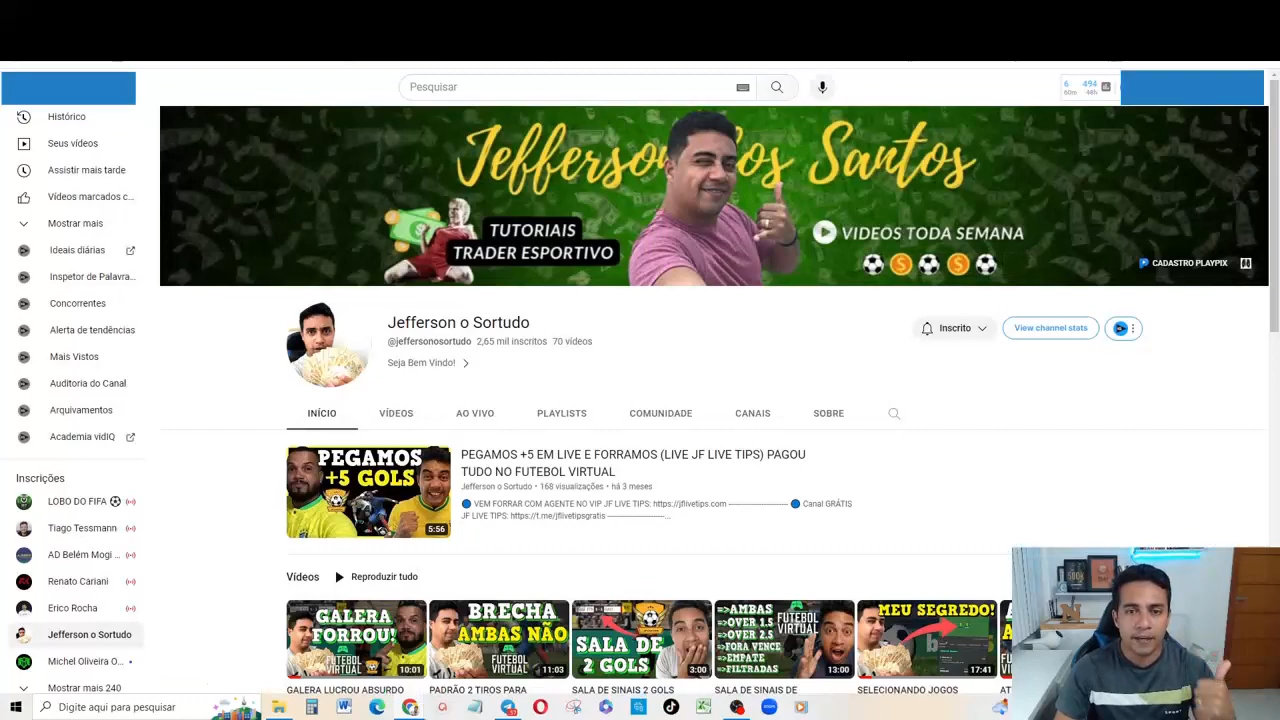 Pesquisar
6 494
60m 48h
Histórico
Seus vídeos
Assistir mais tarde
Vídeos marcados c...
Mostrar mais
Ideais diárias
Inspetor de Palavra...
Concorrentes
Alerta de tendências
Mais Vistos
Auditoria do Canal
Arquivamentos
Academia vidIQ
Inscrições
LOBO DO FIFA
Tiago Tessmann
AD Belém Mogi ...
Renato Cariani
Erico Rocha
Jefferson o Sortudo
Michel Oliveira O...
Mostrar mais 240
Jefferson dos Santos
TUTORIAIS
TRADER ESPORTIVO
VIDEOS TODA SEMANA
CADASTRO PLAYPIX
Jefferson o Sortudo
@jeffersonosortudo 2,65 mil inscritos 70 vídeos
Seja Bem Vindo!
Inscrito
View channel stats
INÍCIO VÍDEOS AO VIVO PLAYLISTS COMUNIDADE CANAIS SOBRE
PEGAMOS
+5 GOLS
5:56
PEGAMOS +5 EM LIVE E FORRAMOS (LIVE JF LIVE TIPS) PAGOU
TUDO NO FUTEBOL VIRTUAL
Jefferson o Sortudo • 168 visualizações • há 3 meses
VEM FORRAR COM AGENTE NO VIP JF LIVE TIPS: https://jflivetips.com ---------------------- Canal GRÁTIS
JF LIVE TIPS: https://t.me/jflivetipsgratis ----------------------...
Vídeos Reproduzir tudo
GALERA
FORROU!
FUTEBOL
VIRTUAL
10:01
BRECHA
AMBAS NÃO
FUTEBOL
VIRTUAL
11:03
SALA DE
2 GOLS
3:00
⇒AMBAS
⇒OVER 1.5
⇒OVER 2.5
⇒FORA VENCE
⇒EMPATE
⇒FILTRADAS
FUTEBOL
VIRTUAL
13:00
MEU SEGREDO!
17:41
GALERA LUCROU ABSURDO
PADRÃO 2 TIROS PARA
SALA DE SINAIS 2 GOLS
SALA DE SINAIS DE
SELECIONANDO JOGOS
Digite aqui para pesquisar